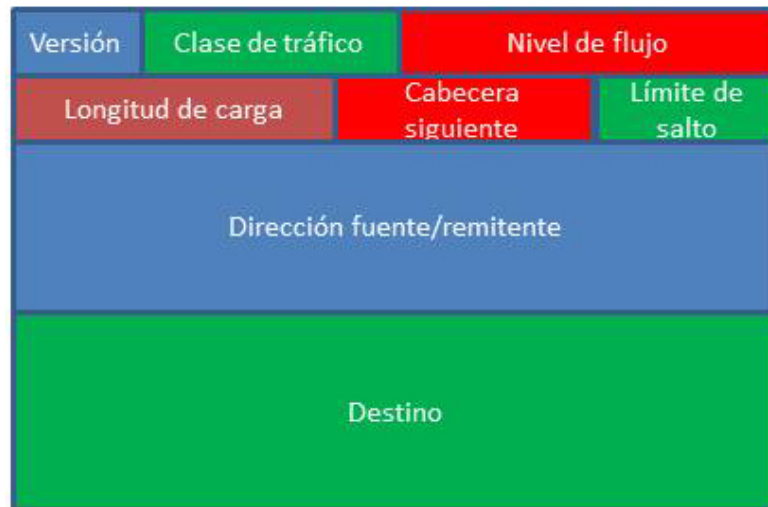 Versión
Clase de tráfico
Nivel de flujo
Longitud de carga
Cabecera
siguiente
Límite de
salto
Dirección fuente/remitente
Destino